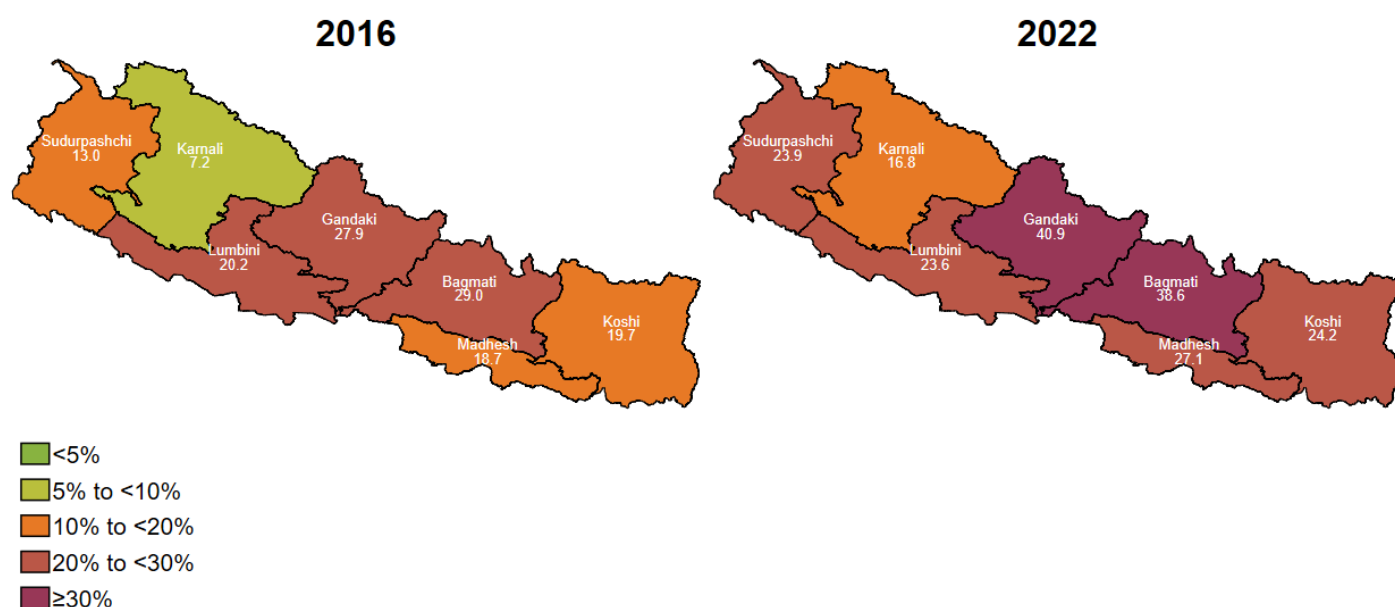 2016
Sudurpashchi
13.0
Karnali
7.2
Gandaki
27.9
Lumbini
20.2
Bagmati
29.0
Koshi
19.7
Madhesh
18.7
2022
Sudurpashchi
23.9
Karnali
16.8
Gandaki
40.9
Lumbini
23.6
Bagmati
38.6
Koshi
24.2
Madhesh
27.1
<5%
5% to <10%
10% to <20%
20% to <30%
≥30%